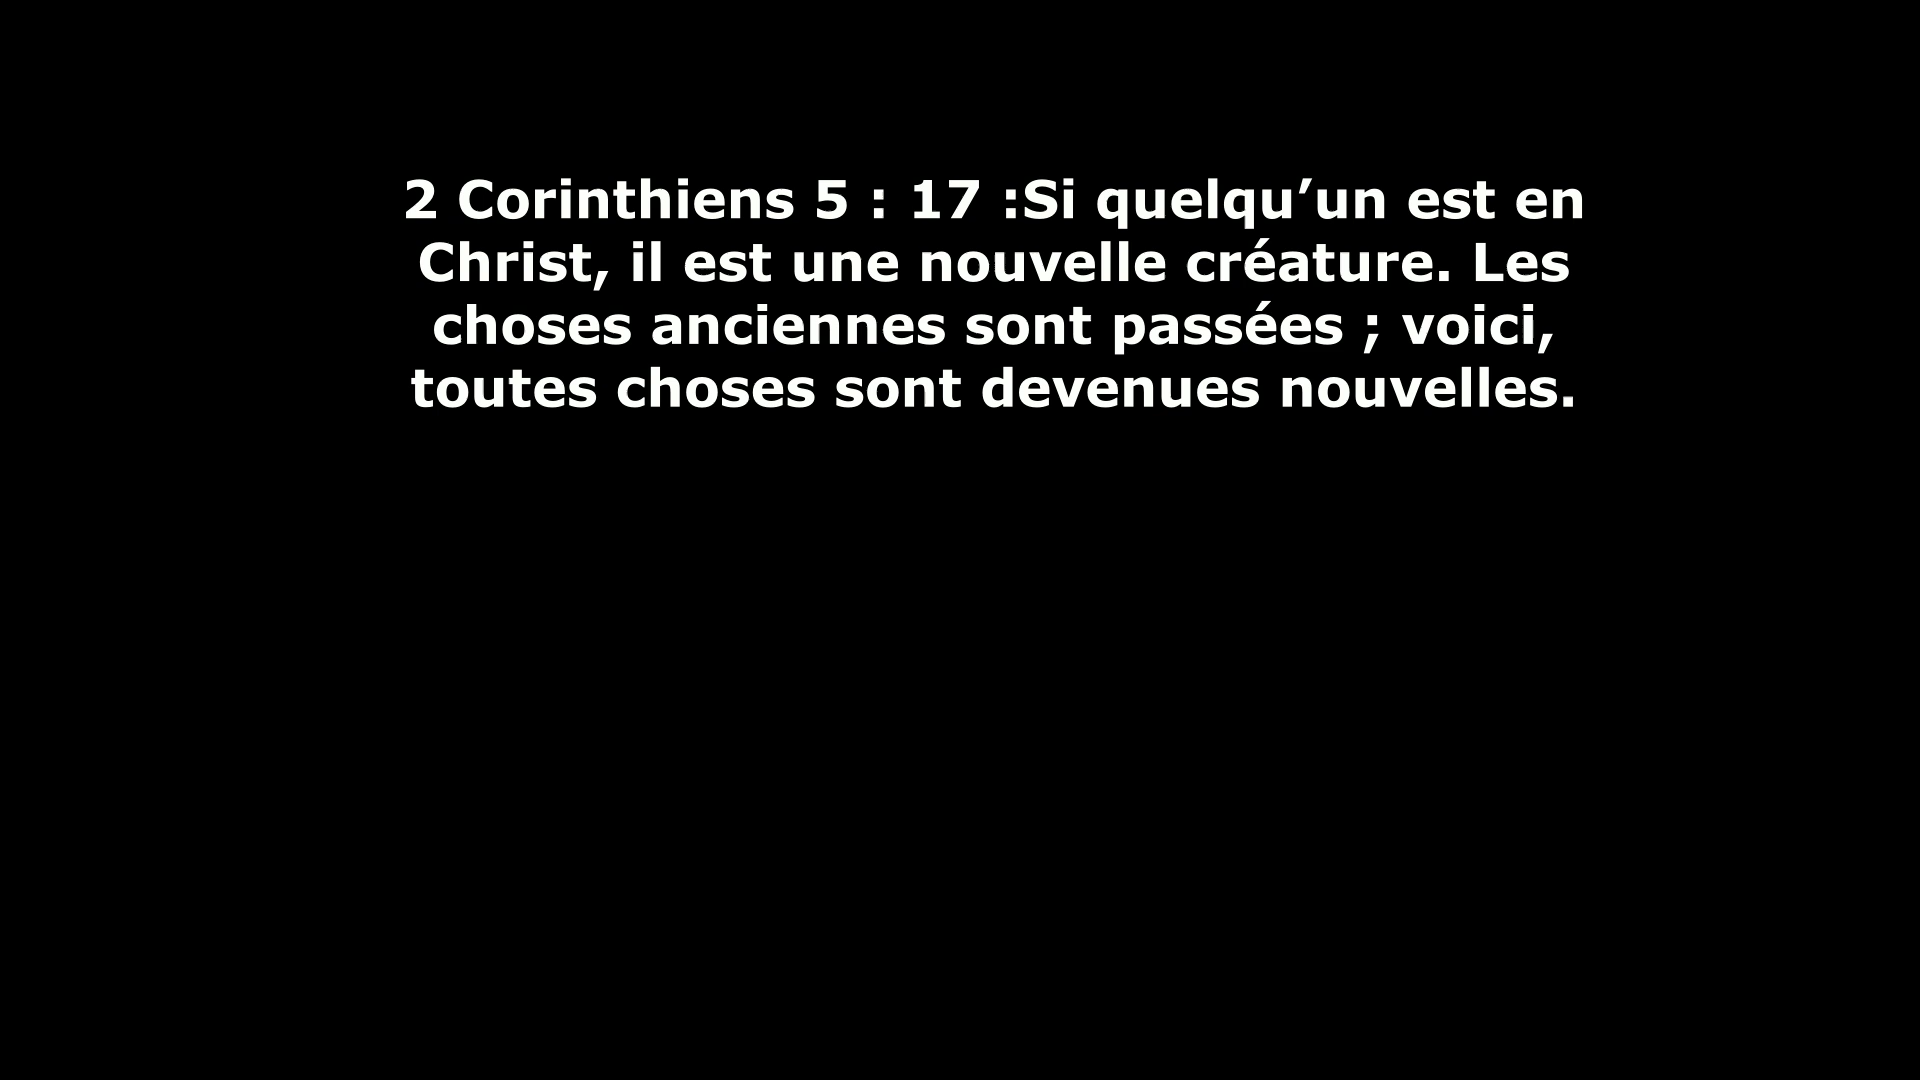 2 Corinthiens 5 : 17 :Si quelqu’un est en
Christ, il est une nouvelle créature. Les
choses anciennes sont passées ; voici,
toutes choses sont devenues nouvelles.